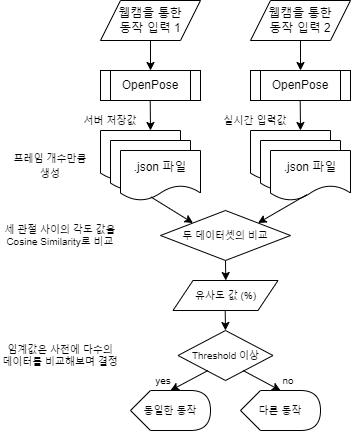 웹캠을 통한
동작 입력 1
웹캠을 통한
동작 입력 2
OpenPose
OpenPose
서버 저장값
실시간 입력값
프레임 개수만큼
생성
.json 파일
.json 파일
세 관절 사이의 각도 값을
Cosine Similarity로 비교
두 데이터셋의 비교
유사도 값 (%)
임계값은 사전에 다수의
데이터를 비교해보며 결정
Threshold 이상
yes
no
동일한 동작
다른 동작